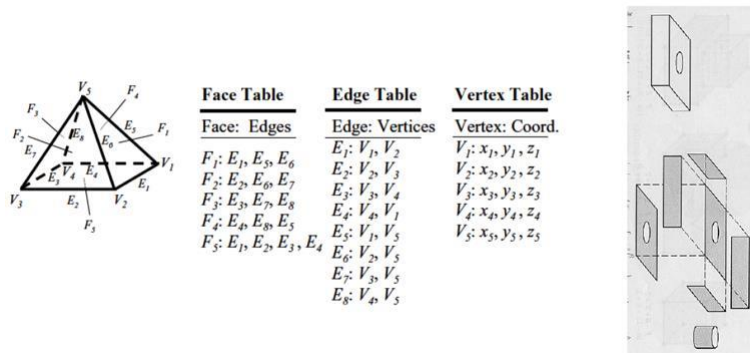 V5
F4
F3
E5
F1
E8
E6
F2
E7
V4
E4
V1
E3
E1
V3
E2
V2
F5
Face Table
Face: Edges
F1: E1, E5, E6
F2: E2, E6, E7
F3: E3, E7, E8
F4: E4, E8, E5
F5: E1, E2, E3, E4
Edge Table
Edge: Vertices
E1: V1, V2
E2: V2, V3
E3: V3, V4
E4: V4, V1
E5: V1, V5
E6: V2, V5
E7: V3, V5
E8: V4, V5
Vertex Table
Vertex: Coord.
V1: x1, y1, z1
V2: x2, y2, z2
V3: x3, y3, z3
V4: x4, y4, z4
V5: x5, y5, z5